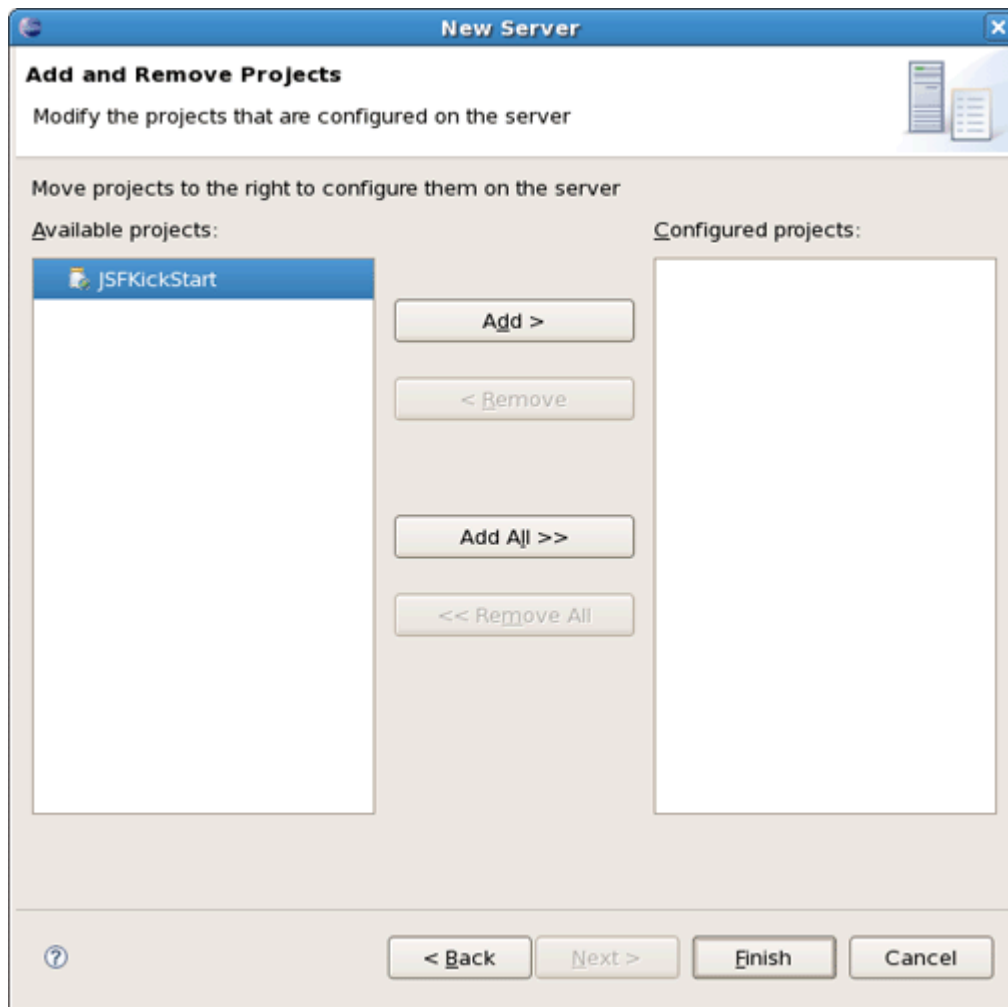 New Server
Add and Remove Projects
Modify the projects that are configured on the server
Move projects to the right to configure them on the server
Available projects:
Configured projects:
JSFKickStart
Add >
< Remove
Add All >>
<< Remove All
?
< Back
Next >
Finish
Cancel